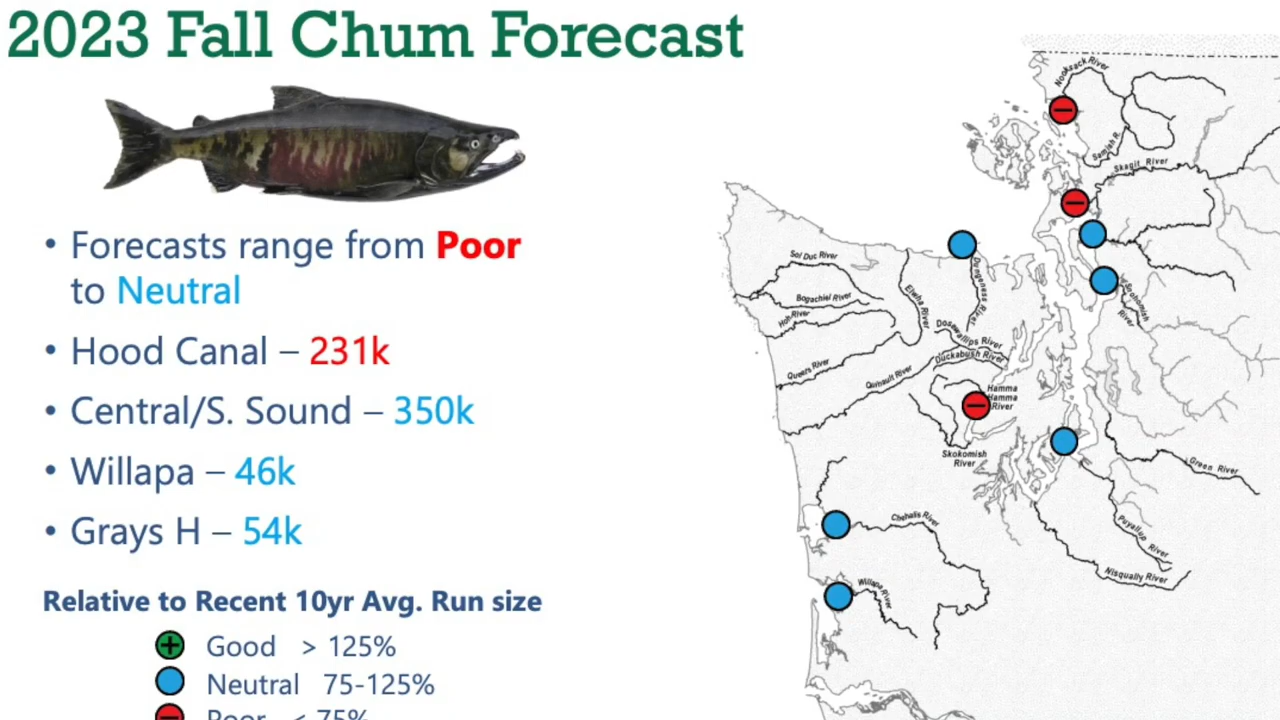 2023 Fall Chum Forecast
• Forecasts range from Poor
to Neutral
• Hood Canal – 231k
• Central/S. Sound – 350k
• Willapa – 46k
• Grays H – 54k
Relative to Recent 10yr Avg. Run size
Good > 125%
Neutral 75-125%
Poor < 75%
Nooksack River
Samish R.
Skagit River
Sol Duc River
Bogachiel River
Hoh River
Elwha River
Dungeness River
Snohomish
River
Dosewallips River
Duckabush River
Queets River
Quinault River
Hamma
Hamma
River
Skokomish
River
Green River
Chehalis River
Puyallup River
Nisqually River
Willapa River